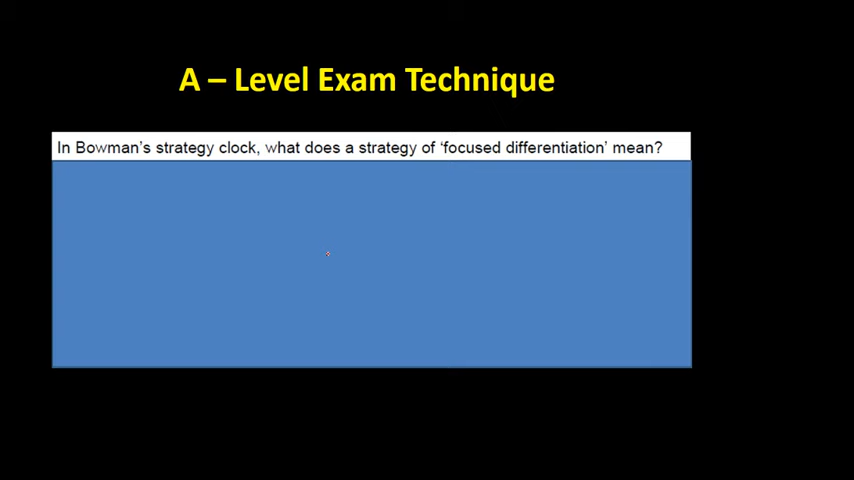 A – Level Exam Technique
In Bowman's strategy clock, what does a strategy of 'focused differentiation' mean?